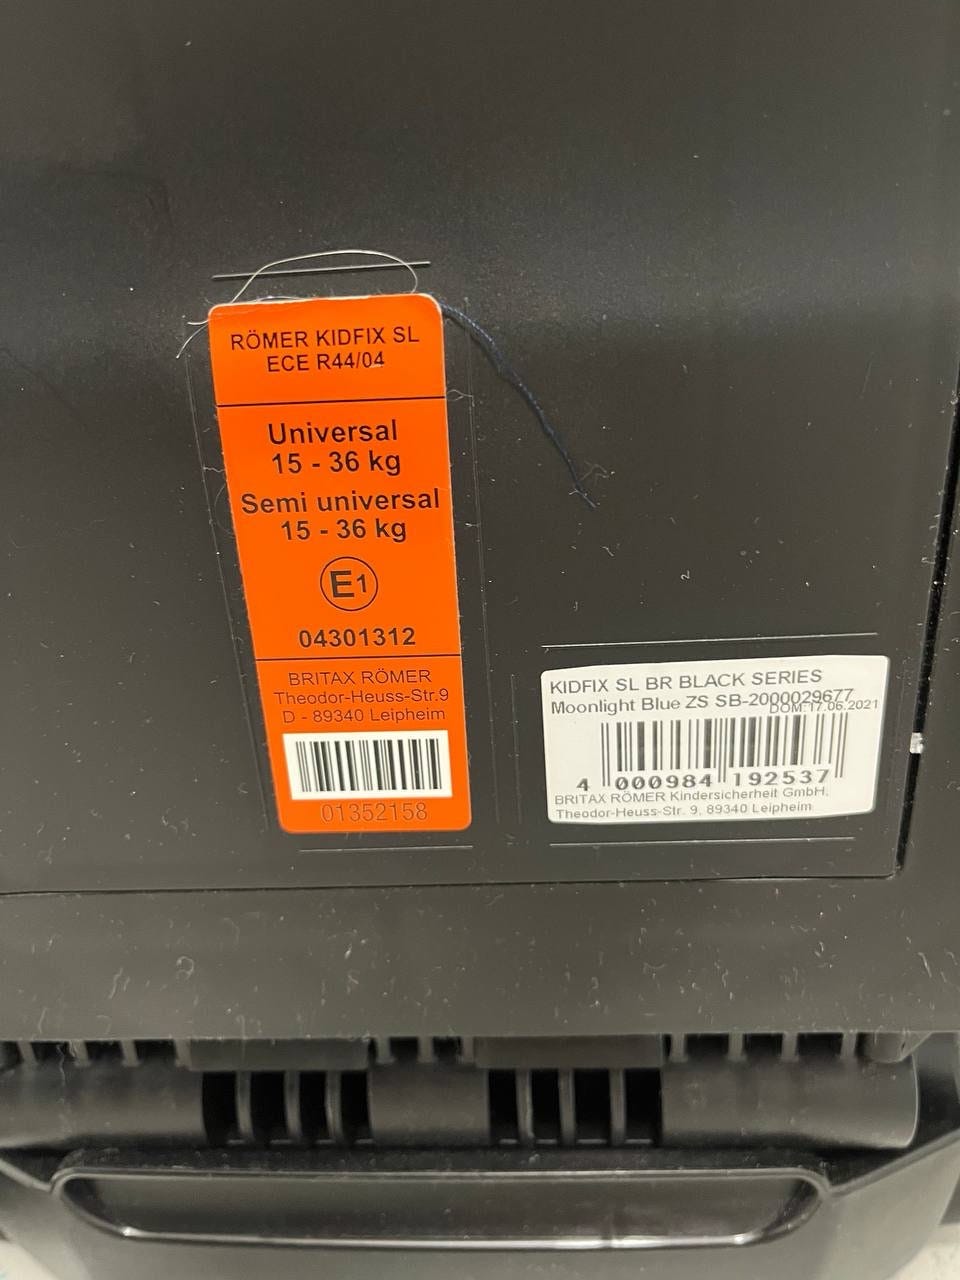 RÖMER KIDFIX SL
ECE R44/04
Universal
15 - 36 kg
Semi universal
15 - 36 kg
E1
04301312
BRITAX RÖMER
Theodor-Heuss-Str.9
D - 89340 Leipheim
01352158
KIDFIX SL BR BLACK SERIES
Moonlight Blue ZS SB-2000029677
DOM:17.06.2021
4 000984 192537
BRITAX RÖMER Kindersicherheit GmbH,
Theodor-Heuss-Str. 9, 89340 Leipheim